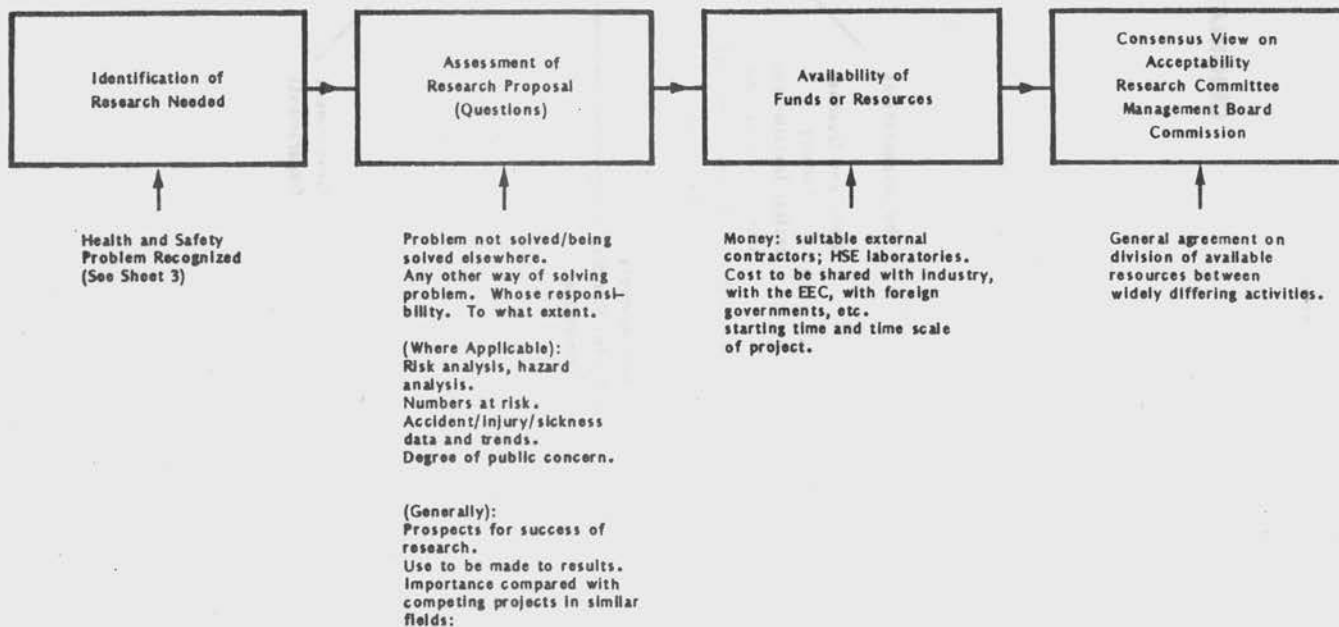 Identification of
Research Needed
Assessment of
Research Proposal
(Questions)
Availability of
Funds or Resources
Consensus View on
Acceptability
Research Committee
Management Board
Commission
Health and Safety
Problem Recognized
(See Sheet 3)
Problem not solved/being
solved elsewhere.
Any other way of solving
problem. Whose responsi-
bility. To what extent.
(Where Applicable):
Risk analysis, hazard
analysis.
Numbers at risk.
Accident/injury/sickness
data and trends.
Degree of public concern.
(Generally):
Prospects for success of
research.
Use to be made to results.
Importance compared with
competing projects in similar
fields:
Money: suitable external
contractors; HSE laboratories.
Cost to be shared with industry,
with the EEC, with foreign
governments, etc.
starting time and time scale
of project.
General agreement on
division of available
resources between
widely differing activities.